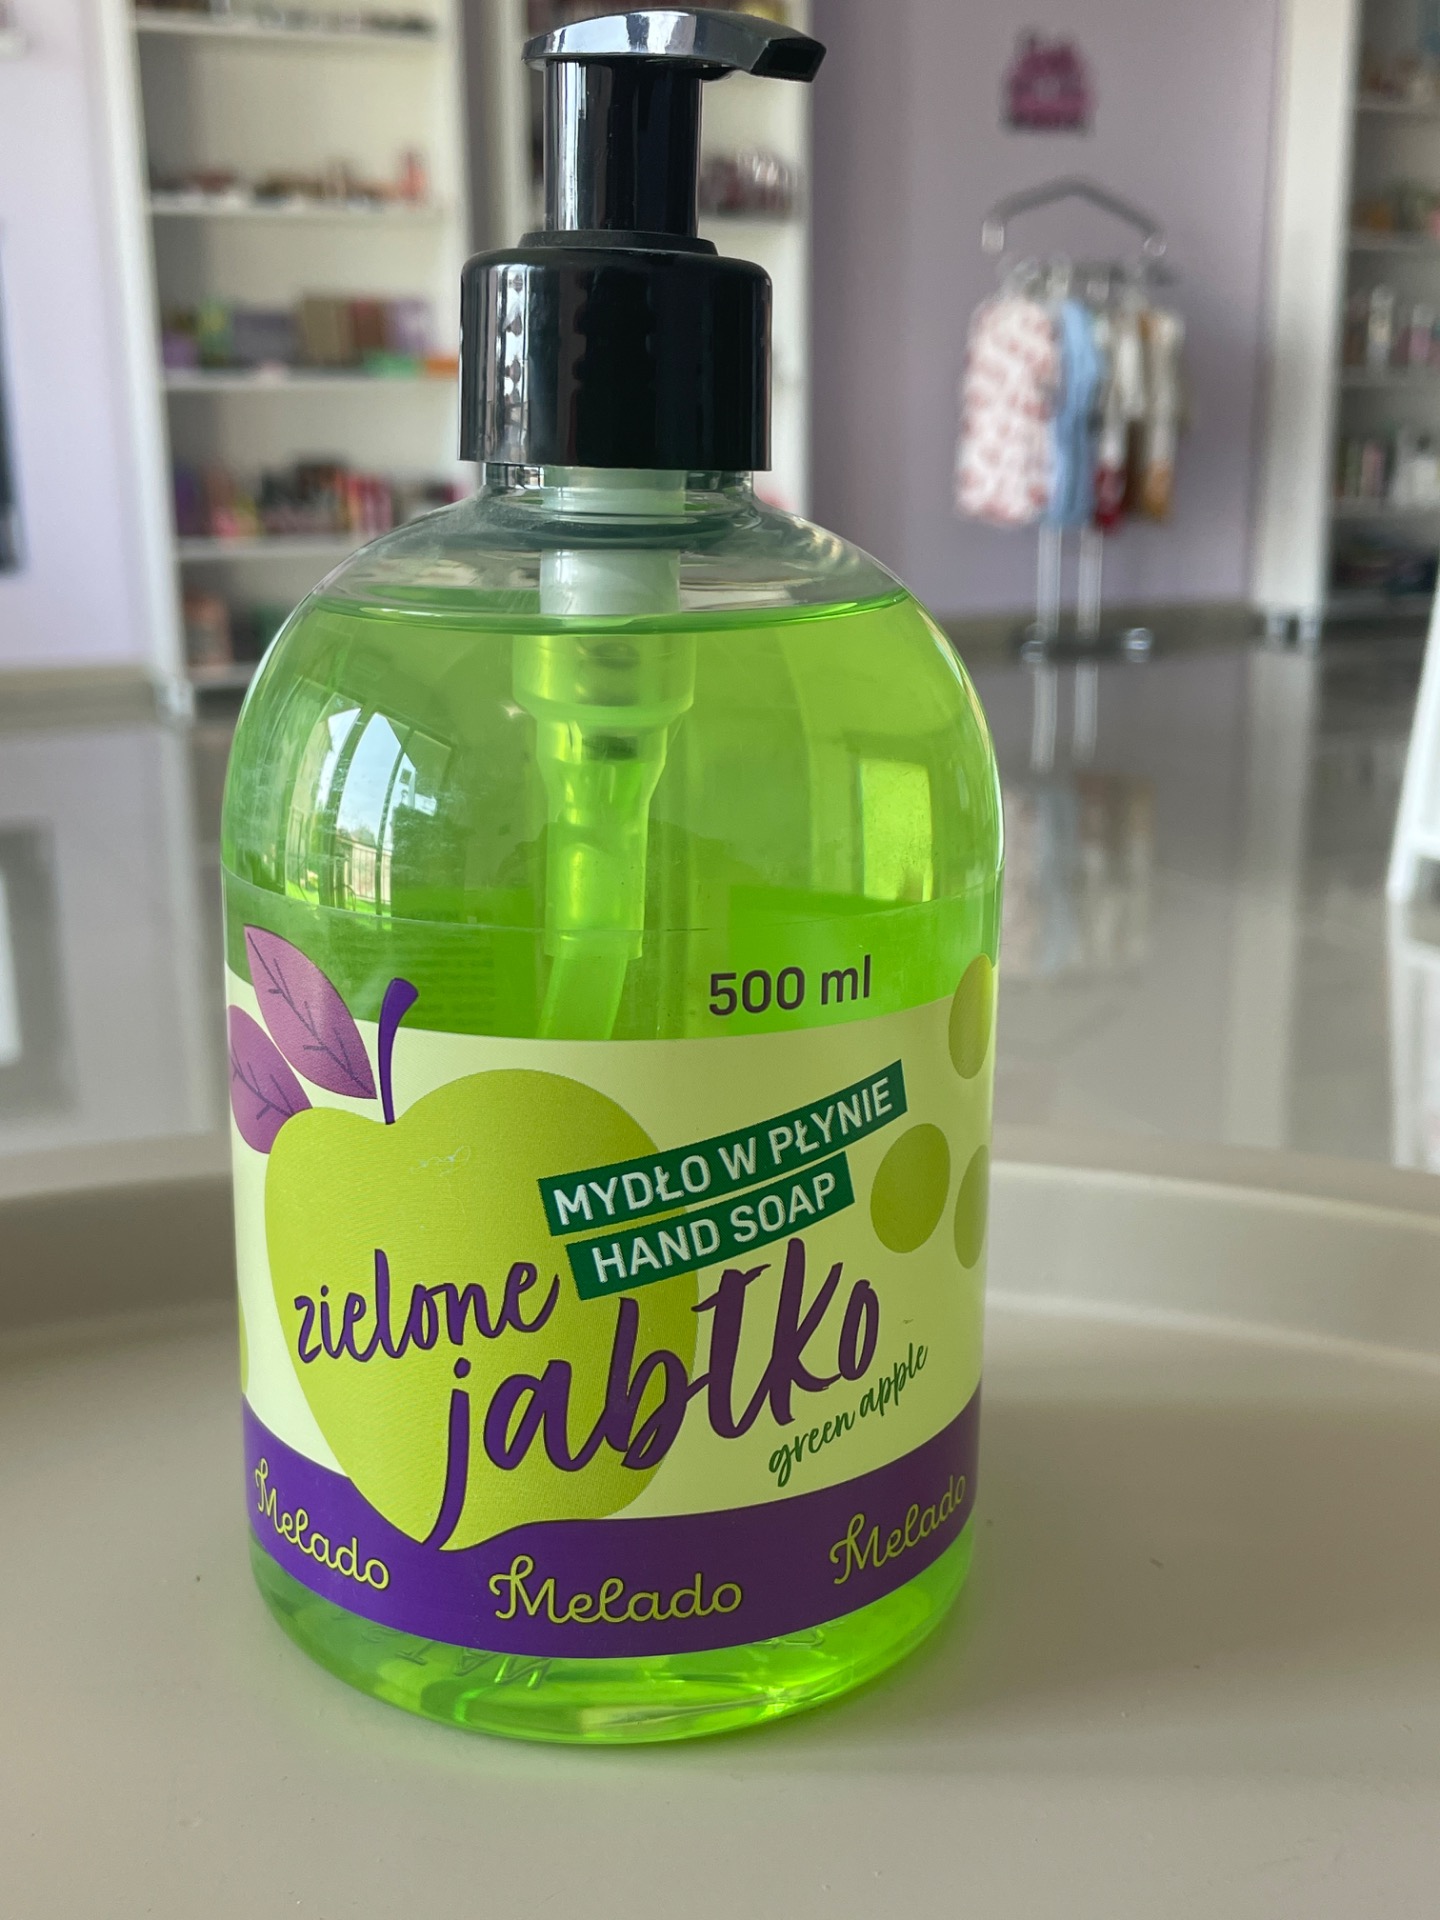 500 ml
MYDŁO W PŁYNIE
HAND SOAP
zielone
jabłko
green apple
Melado Melado Melado